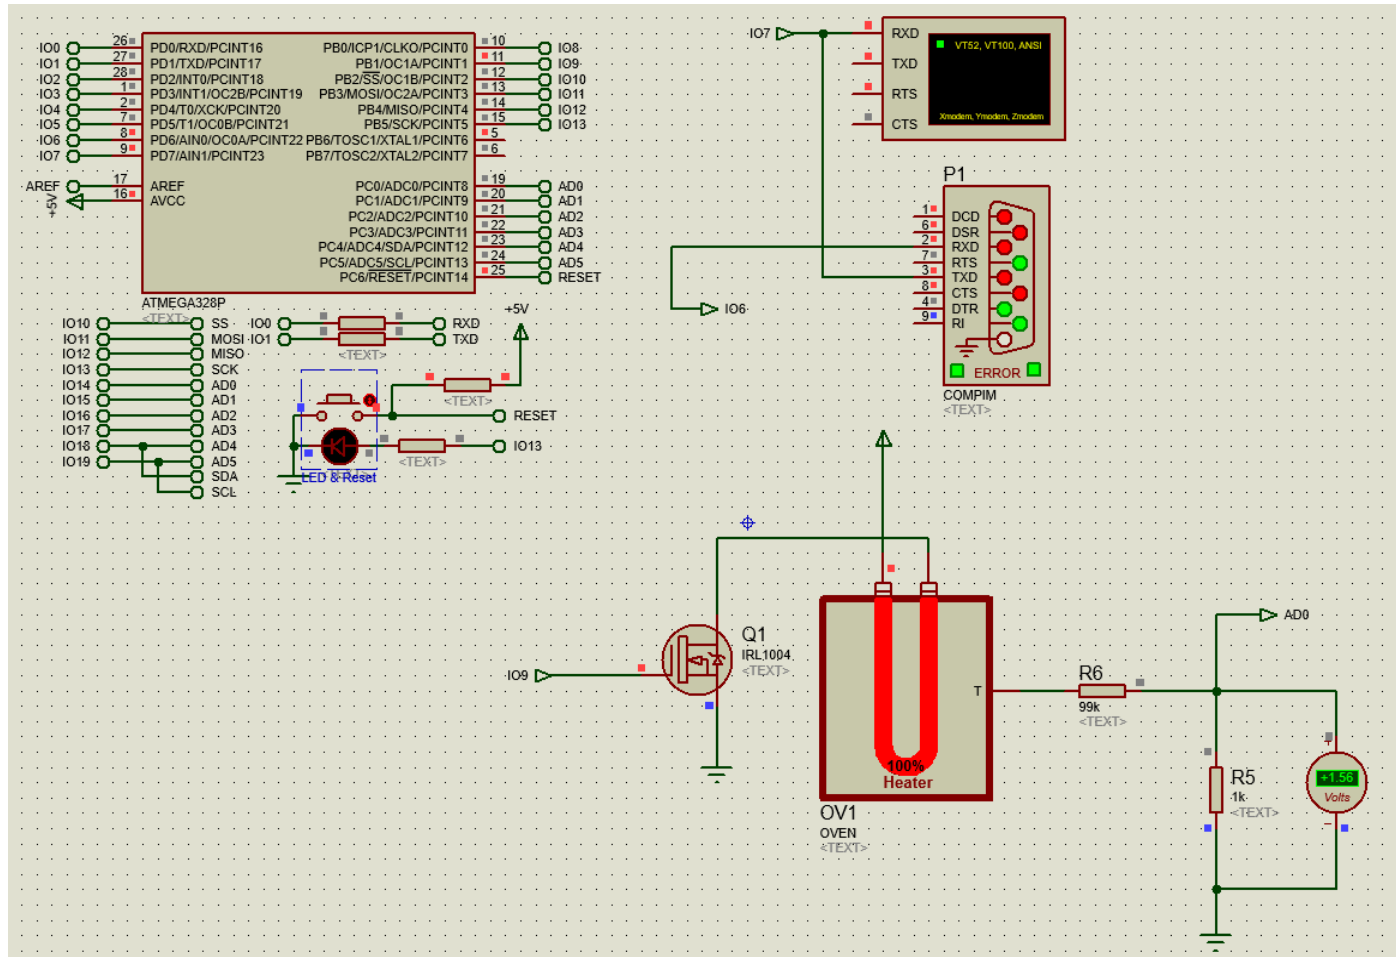 IO0 26 PD0/RXD/PCINT16 PB0/ICP1/CLKO/PCINT0 10 IO8
IO1 27 PD1/TXD/PCINT17 PB1/OC1A/PCINT1 11 IO9
IO2 28 PD2/INT0/PCINT18 PB2/SS/OC1B/PCINT2 12 IO10
IO3 1 PD3/INT1/OC2B/PCINT19 PB3/MOSI/OC2A/PCINT3 13 IO11
IO4 2 PD4/T0/XCK/PCINT20 PB4/MISO/PCINT4 14 IO12
IO5 7 PD5/T1/OC0B/PCINT21 PB5/SCK/PCINT5 15 IO13
IO6 8 PD6/AIN0/OC0A/PCINT22 PB6/TOSC1/XTAL1/PCINT6 5
IO7 9 PD7/AIN1/PCINT23 PB7/TOSC2/XTAL2/PCINT7 6
AREF 17 AREF PC0/ADC0/PCINT8 19 AD0
+5V 16 AVCC PC1/ADC1/PCINT9 20 AD1
PC2/ADC2/PCINT10 21 AD2
PC3/ADC3/PCINT11 22 AD3
PC4/ADC4/SDA/PCINT12 23 AD4
PC5/ADC5/SCL/PCINT13 24 AD5
PC6/RESET/PCINT14 25 RESET
ATMEGA328P
<TEXT>
IO10 SS
IO11 MOSI
IO12 MISO
IO13 SCK
IO14 AD0
IO15 AD1
IO16 AD2
IO17 AD3
IO18 AD4
IO19 AD5
SDA
SCL
IO0 RXD
IO1 TXD
<TEXT>
+5V
<TEXT>
RESET
IO13
<TEXT>
LED & Reset
IO7
RXD
TXD
RTS
CTS
VT52, VT100, ANSI
Xmodem, Ymodem, Zmodem
P1
1 DCD
6 DSR
2 RXD
7 RTS
3 TXD
8 CTS
4 DTR
9 RI
ERROR
COMPIM
<TEXT>
IO6
IO9
Q1
IRL1004
<TEXT>
T
100%
Heater
OV1
OVEN
<TEXT>
R6
99k
<TEXT>
AD0
R5
1k
<TEXT>
+
+1.56
Volts
−